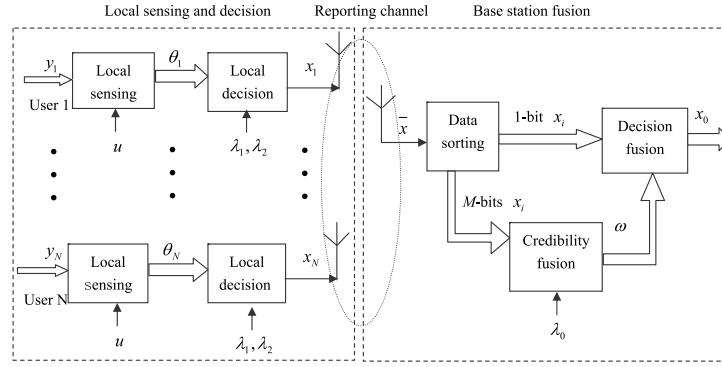 Local sensing and decision
Reporting channel
Base station fusion
y1
User 1
Local
sensing
u
θ1
Local
decision
λ1, λ2
x1
yN
User N
Local
sensing
u
θN
Local
decision
λ1, λ2
xN
x̄
Data
sorting
1-bit xi
M-bits xi
Credibility
fusion
λ0
ω
Decision
fusion
x0